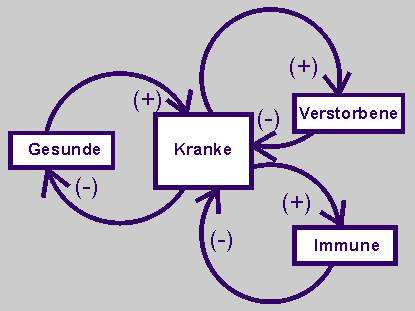 (+)
Verstorbene
(+)
(-)
Gesunde
Kranke
(-)
(+)
(-)
Immune